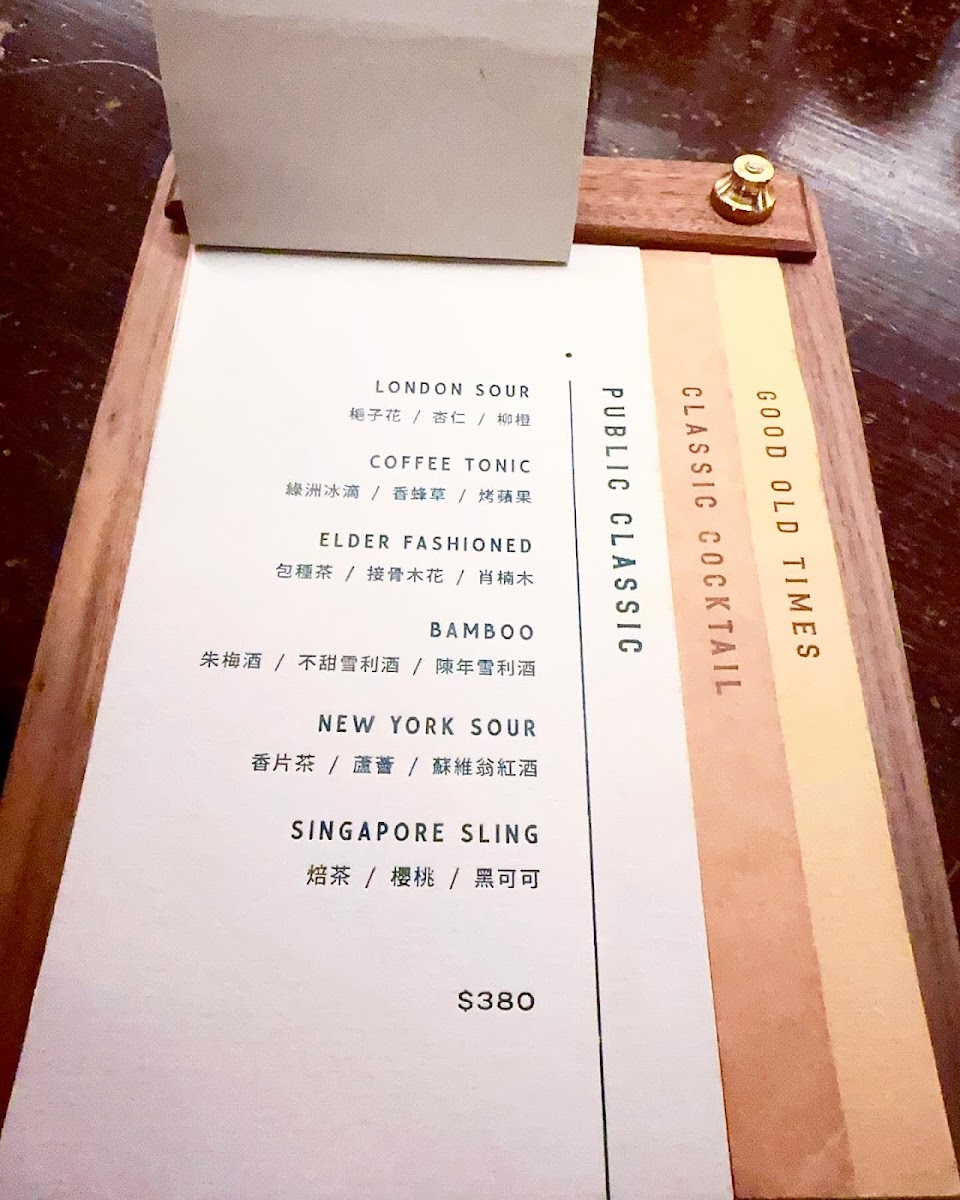 LONDON SOUR
梔子花 / 杏仁 / 柳橙
COFFEE TONIC
綠洲冰滴 / 香蜂草 / 烤蘋果
ELDER FASHIONED
包種茶 / 接骨木花 / 肖楠木
BAMBOO
朱梅酒 / 不甜雪利酒 / 陳年雪利酒
NEW YORK SOUR
香片茶 / 蘆薈 / 蘇維翁紅酒
SINGAPORE SLING
焙茶 / 櫻桃 / 黑可可
$380
PUBLIC CLASSIC
CLASSIC COCKTAIL
GOOD OLD TIMES